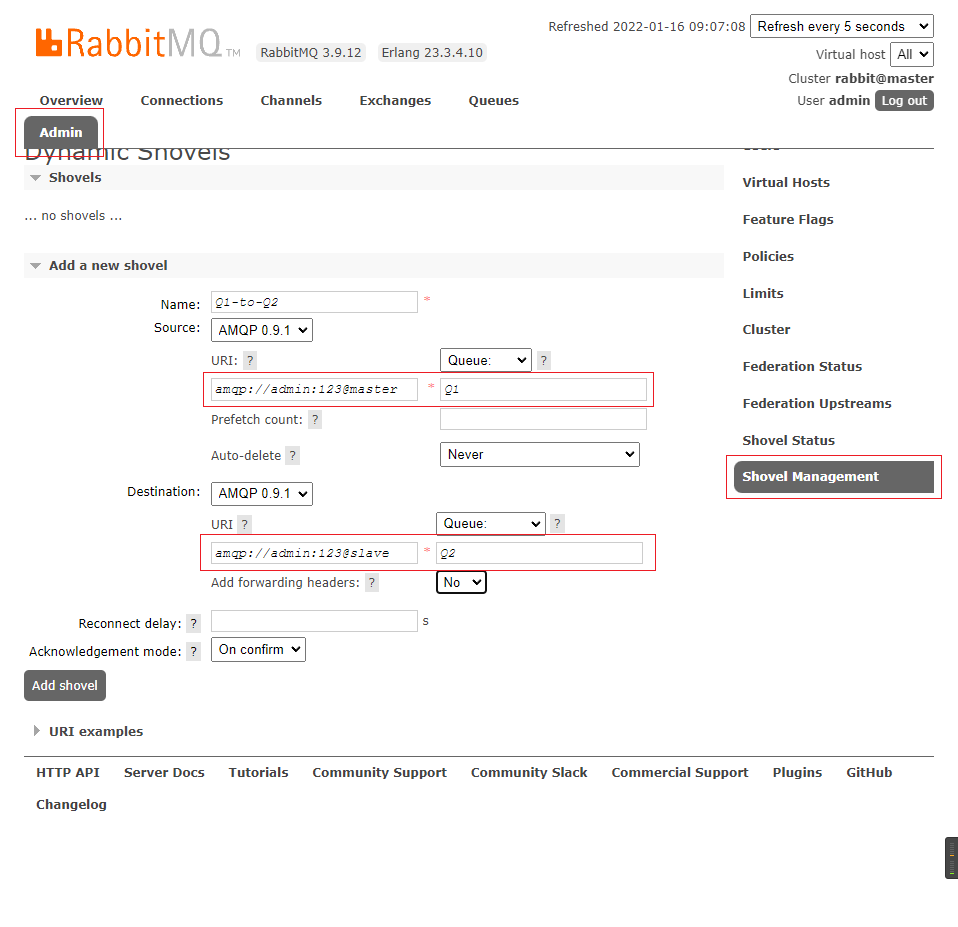 Refreshed 2022-01-16 09:07:08 Refresh every 5 seconds
RabbitMQ TM RabbitMQ 3.9.12 Erlang 23.3.4.10
Virtual host All
Cluster rabbit@master
User admin Log out
Overview Connections Channels Exchanges Queues
Admin
Dynamic Shovels
Shovels
... no shovels ...
Add a new shovel
Name: Q1-to-Q2 *
Source: AMQP 0.9.1
URI: ? Queue: ?
amqp://admin:123@master * Q1
Prefetch count: ?
Auto-delete ? Never
Destination: AMQP 0.9.1
URI ? Queue: ?
amqp://admin:123@slave * Q2
Add forwarding headers: ? No
Reconnect delay: ? s
Acknowledgement mode: ? On confirm
Add shovel
URI examples
Virtual Hosts
Feature Flags
Policies
Limits
Cluster
Federation Status
Federation Upstreams
Shovel Status
Shovel Management
HTTP API Server Docs Tutorials Community Support Community Slack Commercial Support Plugins GitHub
Changelog